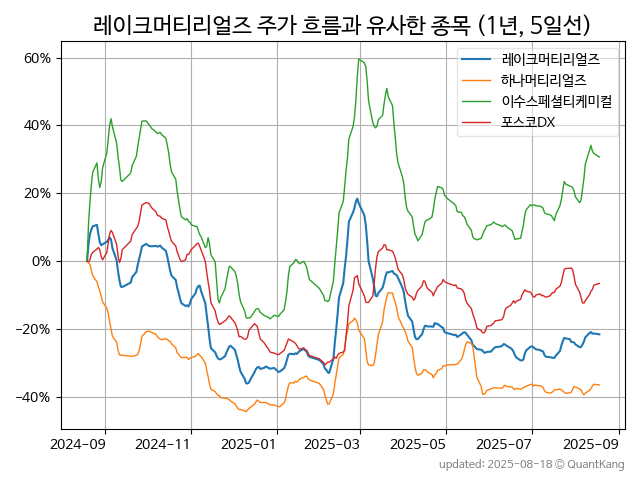 레이크머티리얼즈 주가 흐름과 유사한 종목 (1년, 5일선)
레이크머티리얼즈
하나머티리얼즈
이수스페셜티케미컬
포스코DX
60%
40%
20%
0%
−20%
−40%
2024-09 2024-11 2025-01 2025-03 2025-05 2025-07 2025-09
updated: 2025-08-18 © QuantKang